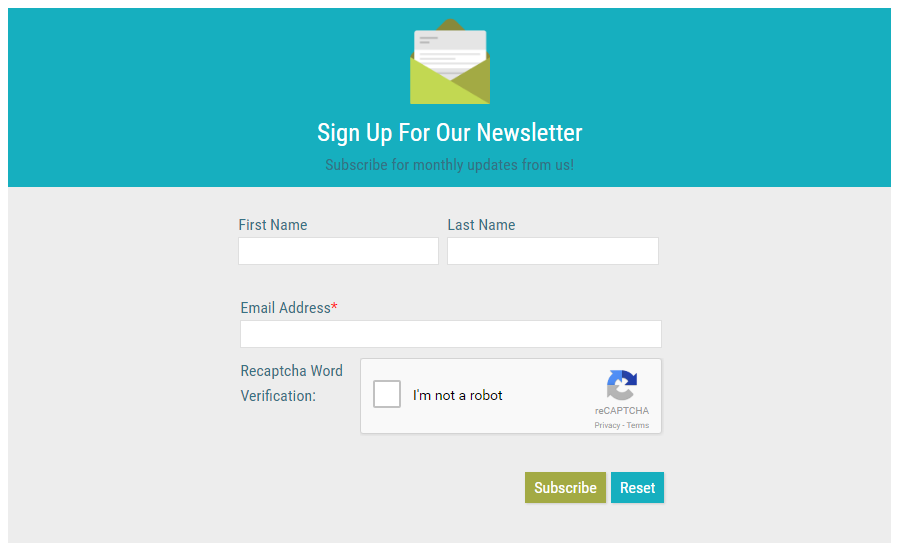 Sign Up For Our Newsletter
Subscribe for monthly updates from us!
First Name Last Name
Email Address*
Recaptcha Word
Verification:
I'm not a robot
reCAPTCHA
Privacy - Terms
Subscribe Reset